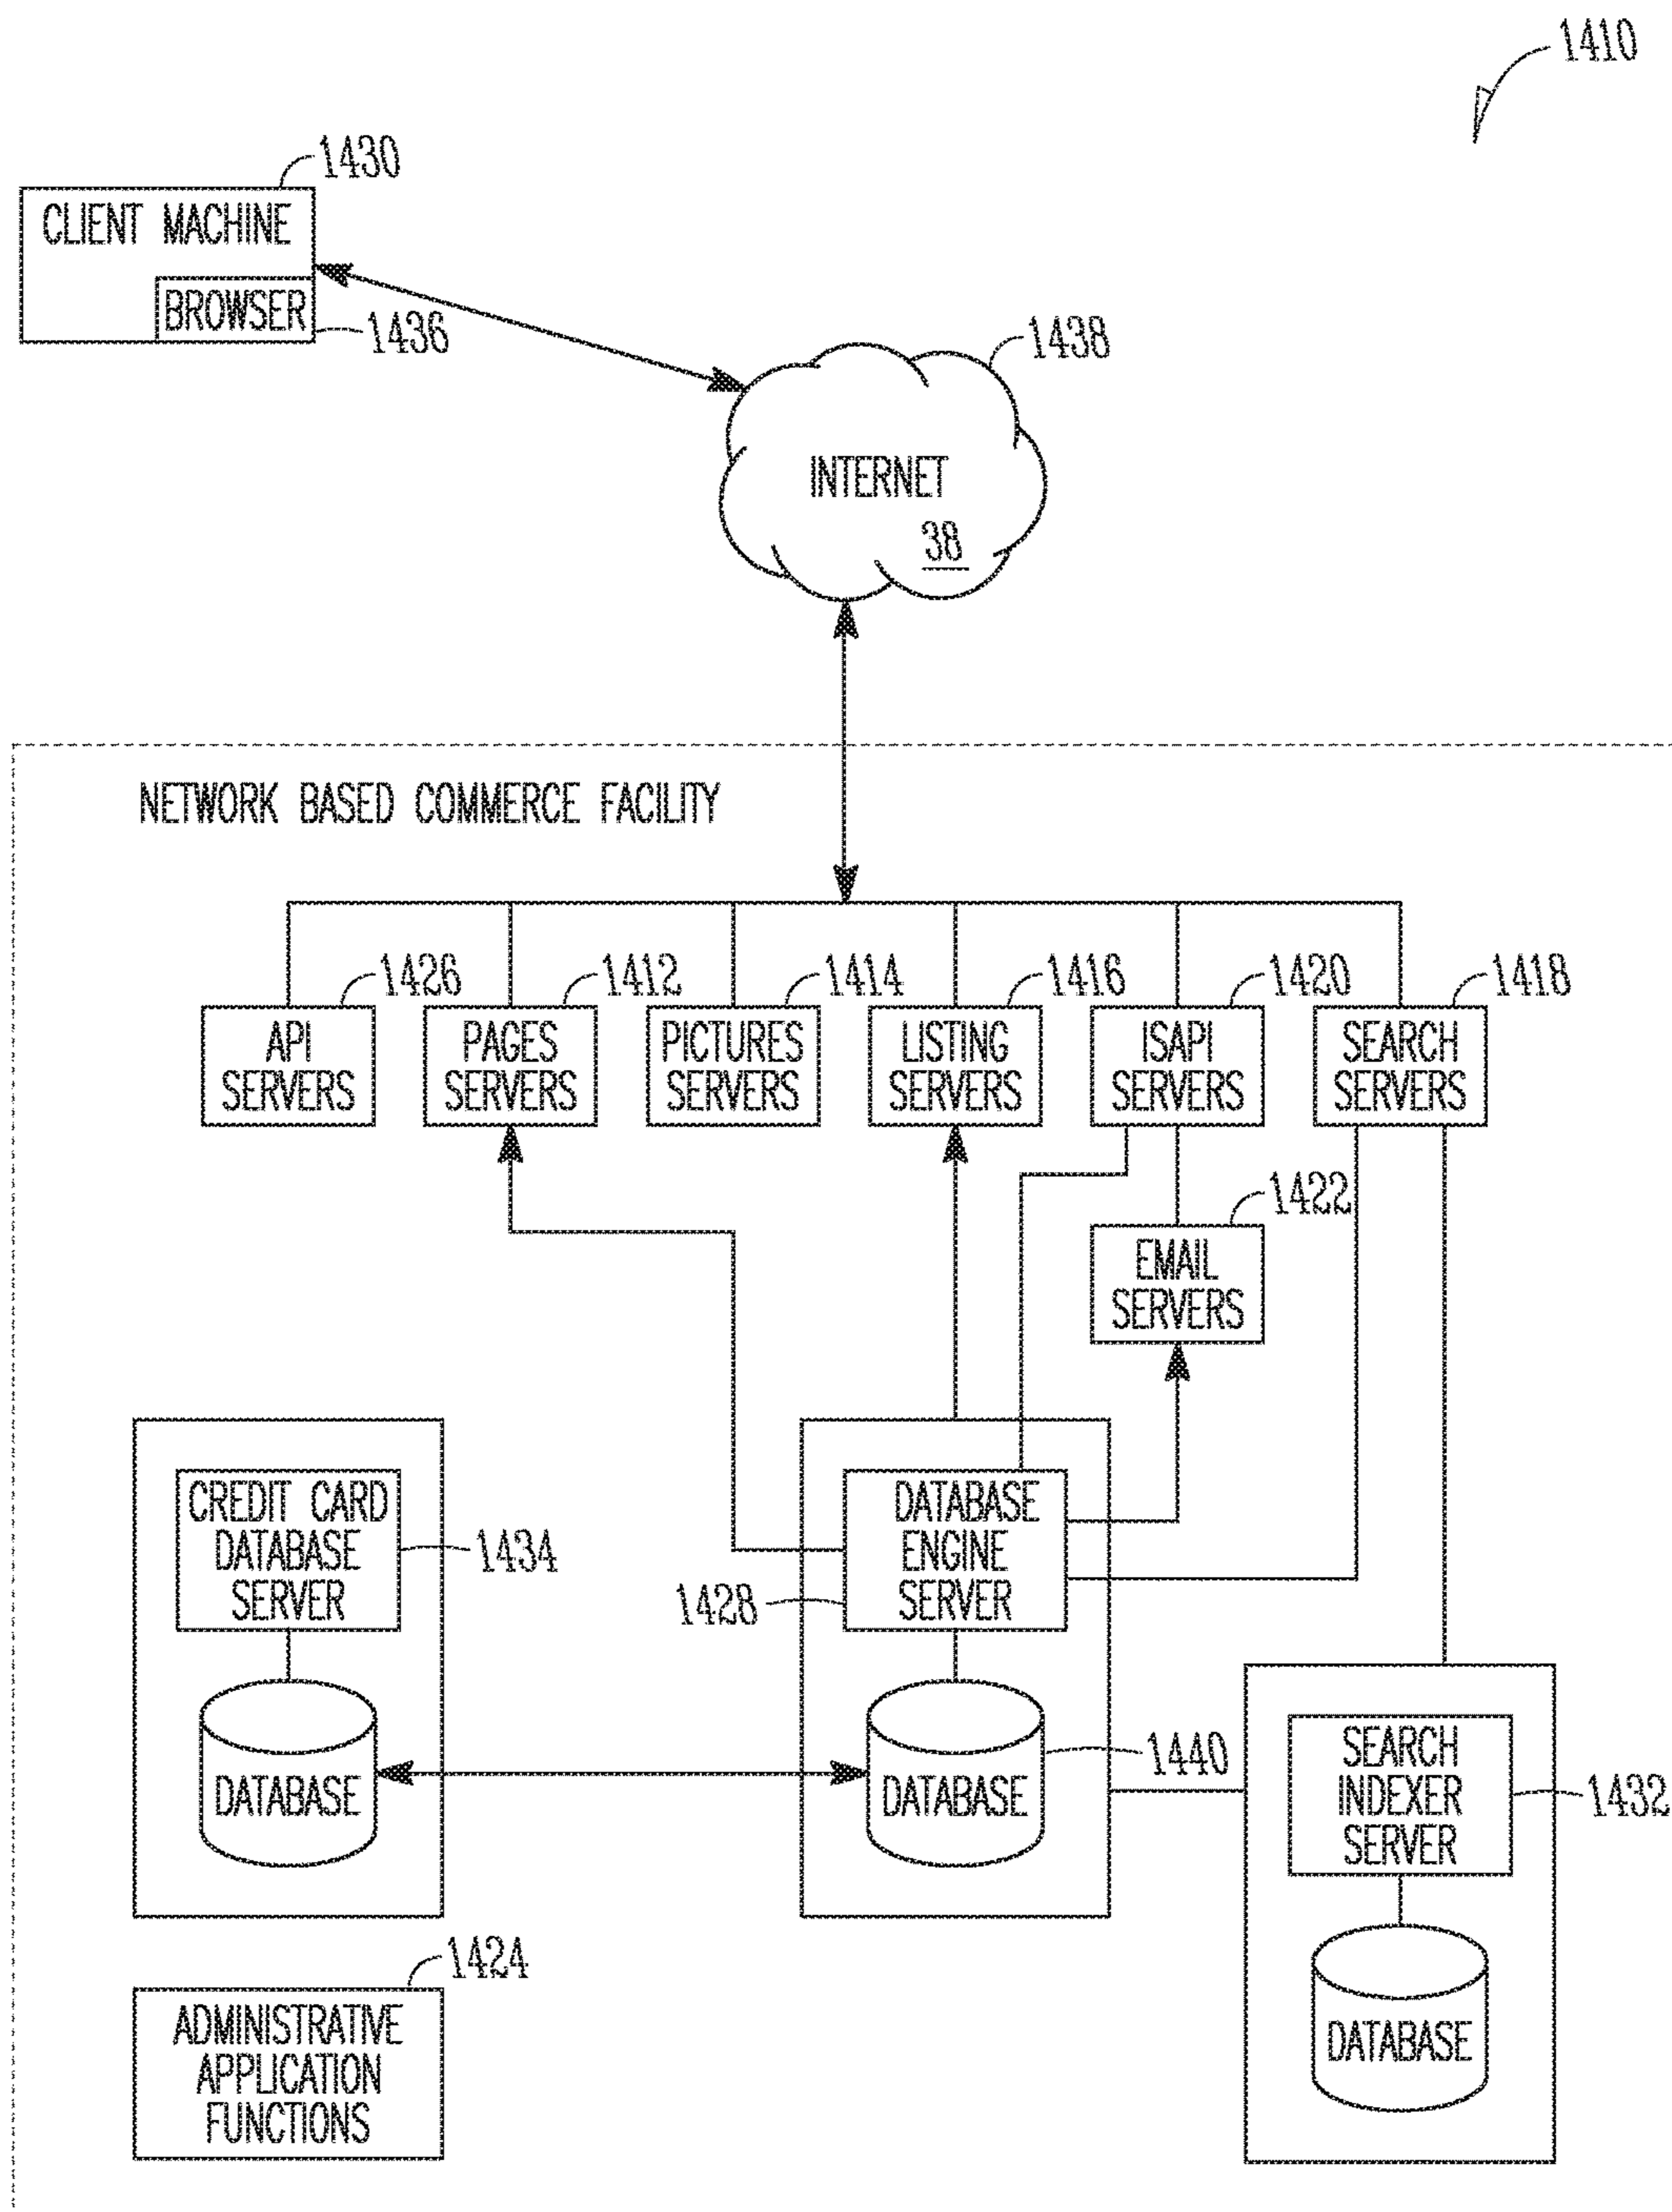 1410
1430
CLIENT MACHINE
BROWSER
1436
1438
INTERNET
38
NETWORK BASED COMMERCE FACILITY
1426
1412
1414
1416
1420
1418
API
SERVERS
PAGES
SERVERS
PICTURES
SERVERS
LISTING
SERVERS
ISAPI
SERVERS
SEARCH
SERVERS
1422
EMAIL
SERVERS
CREDIT CARD
DATABASE
SERVER
1434
DATABASE
ENGINE
SERVER
1428
DATABASE
DATABASE
1440
SEARCH
INDEXER
SERVER
1432
DATABASE
1424
ADMINISTRATIVE
APPLICATION
FUNCTIONS